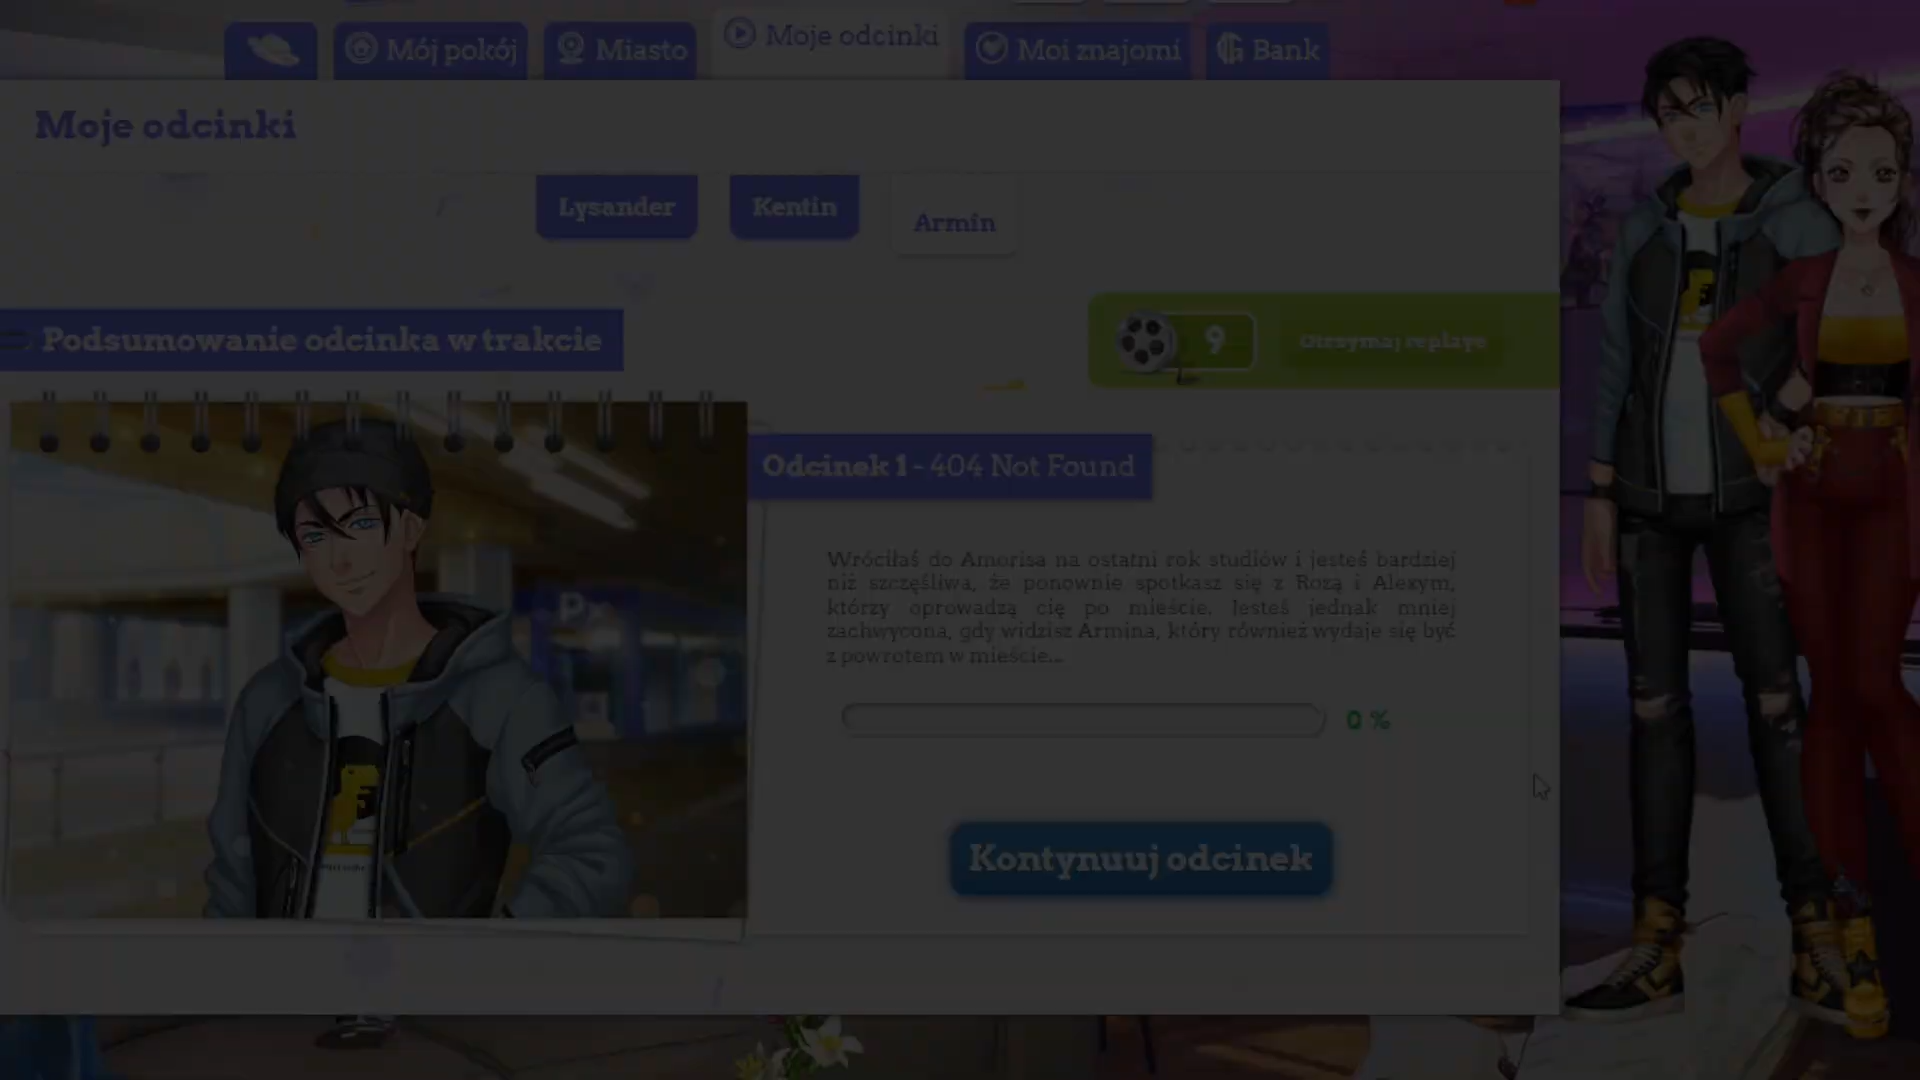 Mój pokój
Miasto
Moje odcinki
Moi znajomi
Bank
Moje odcinki
Lysander
Kentin
Armin
Podsumowanie odcinka w trakcie
9
Otrzymaj replaye
Odcinek 1 - 404 Not Found
Wróciłaś do Amorisa na ostatni rok studiów i jesteś bardziej
niż szczęśliwa, że ponownie spotkasz się z Rozą i Alexym,
którzy oprowadzą cię po mieście. Jesteś jednak mniej
zachwycona, gdy widzisz Armina, który również wydaje się być
z powrotem w mieście...
0 %
Kontynuuj odcinek